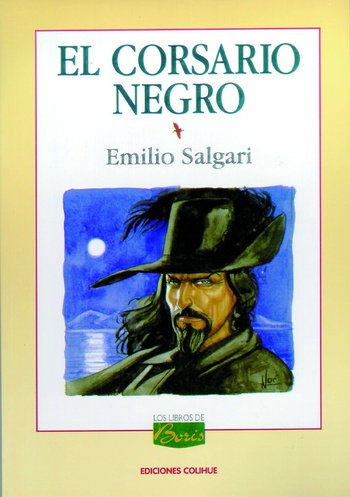 EL CORSARIO
NEGRO
Emilio Salgari
LOS LIBROS DE
Boris
EDICIONES COLIHUE